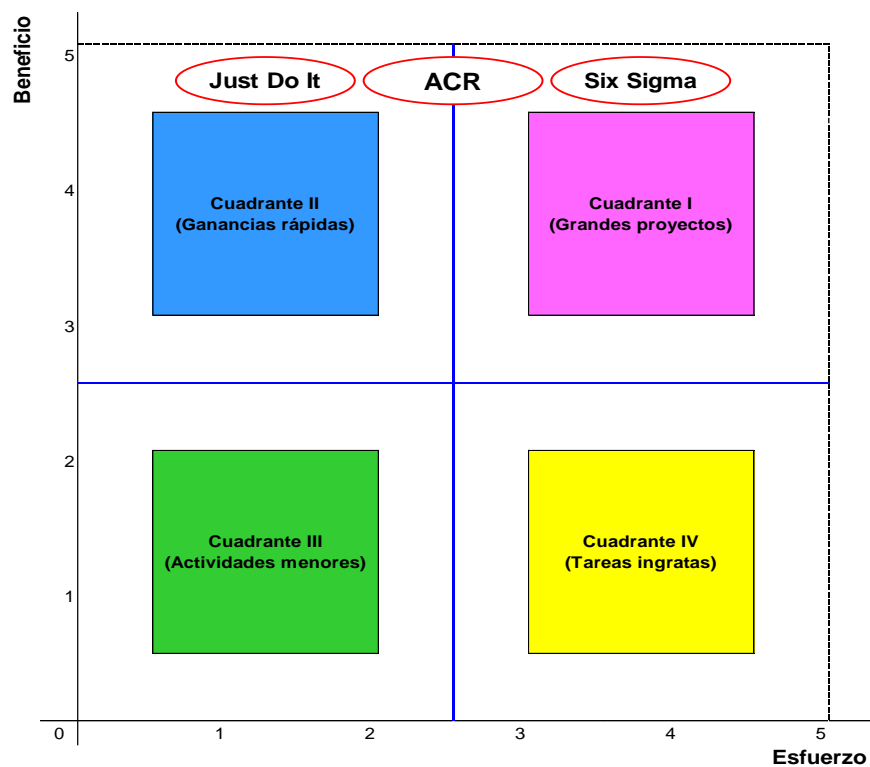 Beneficio
5
Just Do It
ACR
Six Sigma
4
Cuadrante II
(Ganancias rápidas)
Cuadrante I
(Grandes proyectos)
3
2
Cuadrante III
(Actividades menores)
Cuadrante IV
(Tareas ingratas)
1
0
1
2
3
4
5
Esfuerzo